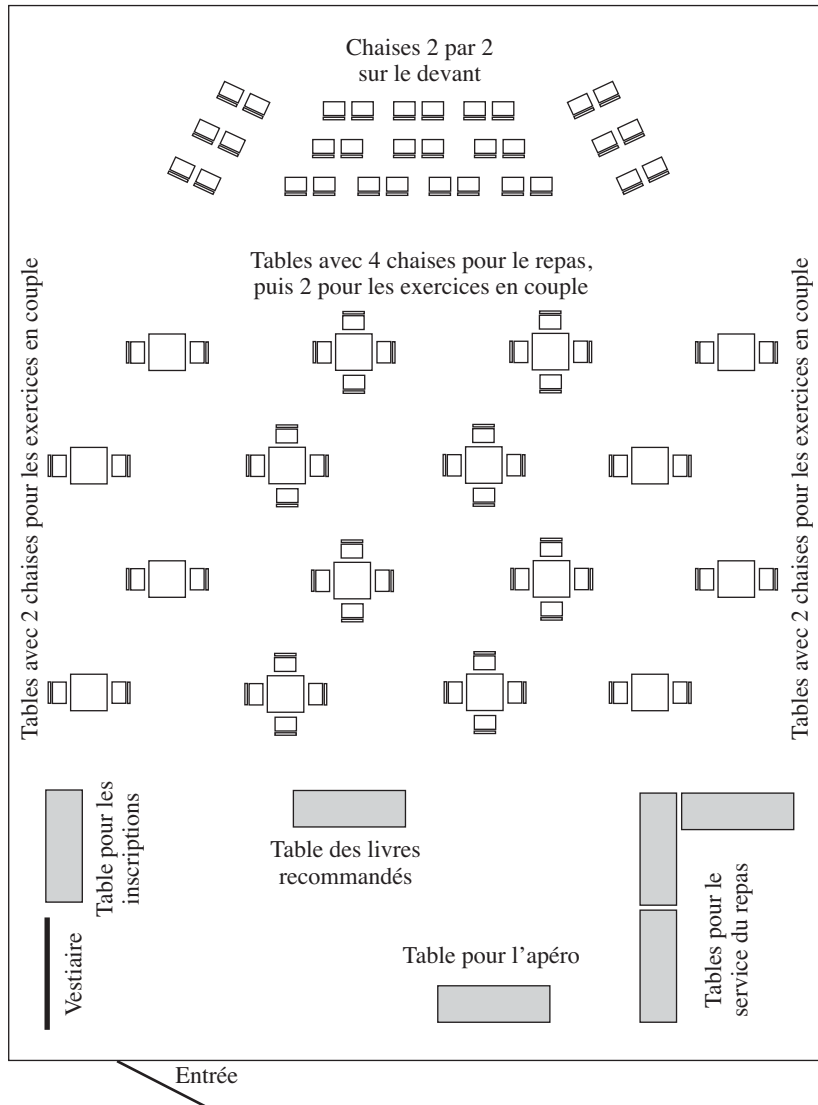 Chaises 2 par 2
sur le devant
Tables avec 4 chaises pour le repas,
puis 2 pour les exercices en couple
Tables avec 2 chaises pour les exercices en couple
Tables avec 2 chaises pour les exercices en couple
Table pour les
inscriptions
Table des livres
recommandés
Tables pour le
service du repas
Vestiaire
Table pour l'apéro
Entrée